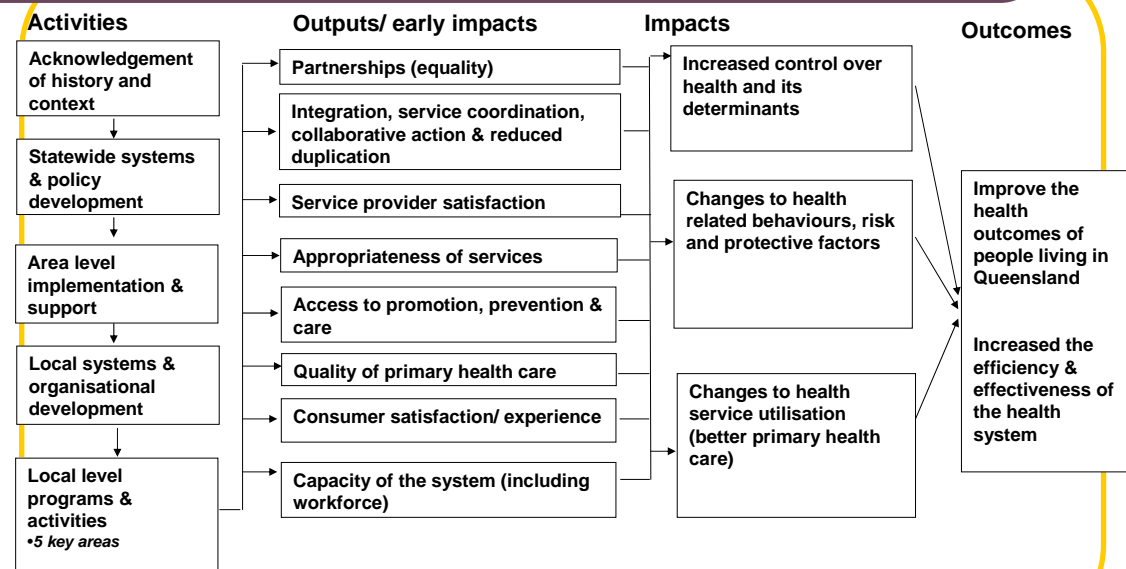 Activities
Acknowledgement
of history and
context
Statewide systems
& policy
development
Area level
implementation &
support
Local systems &
organisational
development
Local level
programs &
activities
•5 key areas
Outputs/ early impacts
Partnerships (equality)
Integration, service coordination,
collaborative action & reduced
duplication
Service provider satisfaction
Appropriateness of services
Access to promotion, prevention &
care
Quality of primary health care
Consumer satisfaction/ experience
Capacity of the system (including
workforce)
Impacts
Increased control over
health and its
determinants
Changes to health
related behaviours, risk
and protective factors
Changes to health
service utilisation
(better primary health
care)
Outcomes
Improve the
health
outcomes of
people living in
Queensland
Increased the
efficiency &
effectiveness of
the health
system